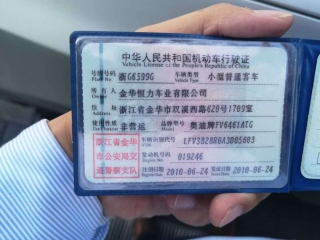 中华人民共和国机动车行驶证
Vehicle License of the People's Republic of China
号牌号码 浙G6599G 车辆类型 小型普通客车
Plate No. Vehicle Type
所有人 金华恒力车业有限公司
Owner
住址 浙江省金华市双溪西路620号1709室
Address
使用性质 非营运 品牌型号 奥迪牌FV6461ATG
Use Character Model
浙江省金华市公安局交通警察支队
车辆识别代号 LFV3B28R0A3005603
VIN
发动机号码 019246
Engine No.
注册日期 2010-06-24 发证日期 2010-06-24
Register Date Issue Date